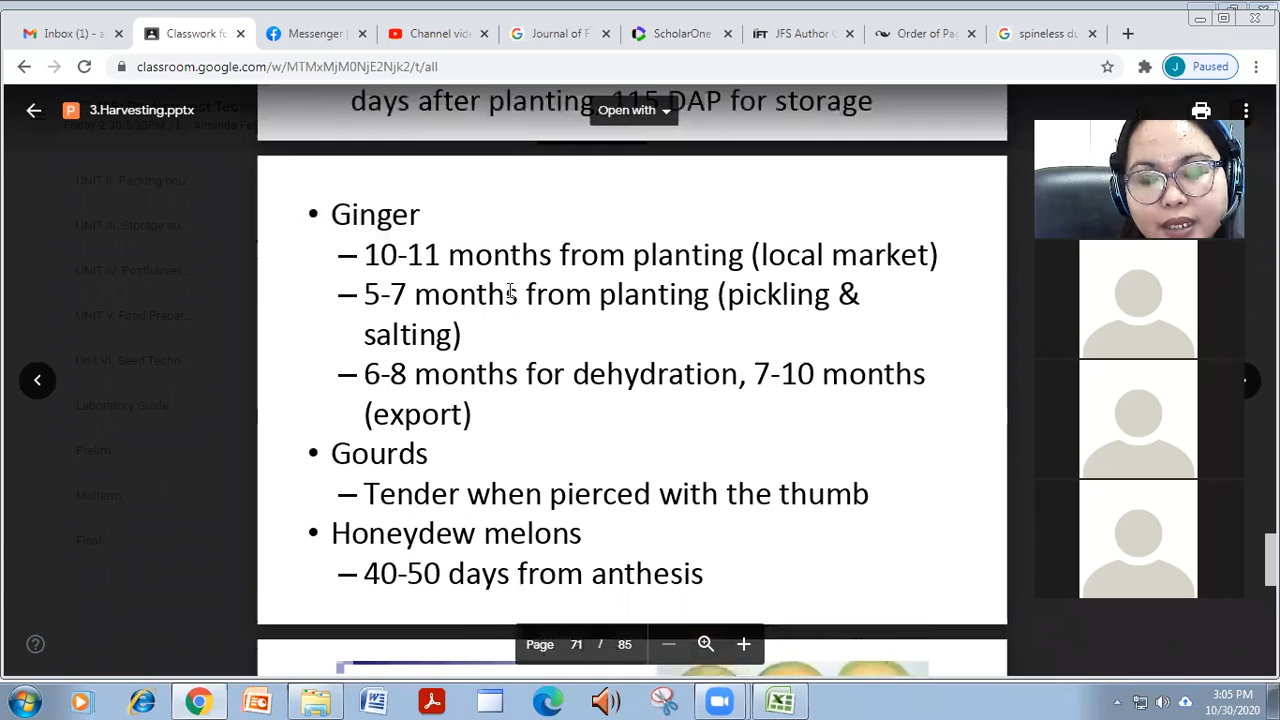 Inbox (1) - a
Classwork fo
Messenger
Channel vid
Journal of F
ScholarOne
JFS Author
Order of Pa
spineless du
classroom.google.com/w/MTMxMjM0NjE2Njk2/t/all
J Paused
P 3.Harvesting.pptx
Open with
days after planting, 115 DAP for storage
UNIT II. Packing hou...
UNIT III. Storage an...
UNIT IV. Postharves...
UNIT V. Food Prepar...
Unit VI. Seed Techn...
Laboratory Guide
Prelim
Midterm
Final
• Ginger
– 10-11 months from planting (local market)
– 5-7 months from planting (pickling &
salting)
– 6-8 months for dehydration, 7-10 months
(export)
• Gourds
– Tender when pierced with the thumb
• Honeydew melons
– 40-50 days from anthesis
Page 71 / 85
3:05 PM
10/30/2020